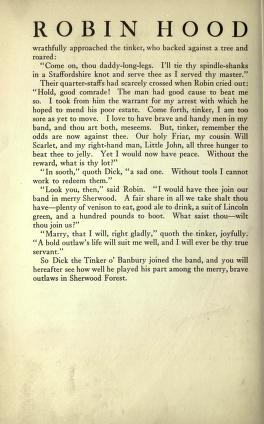 ROBIN HOOD
wrathfully approached the tinker, who backed against a tree and
roared:
"Come on, thou daddy-long-legs. I'll tie thy spindle-shanks
in a Staffordshire knot and serve thee as I served thy master."
Their quarter-staffs had scarcely crossed when Robin cried out:
"Hold, good comrade! The man had good cause to beat me
so. I took from him the warrant for my arrest with which he
hoped to mend his poor estate. Come forth, tinker, I am too
sore as yet to move. I love to have brave and handy men in my
band, and thou art both, meseems. But, tinker, remember the
odds are now against thee. Our holy Friar, my cousin Will
Scarlet, and my right-hand man, Little John, all three hunger to
beat thee to jelly. Yet I would now have peace. Without the
reward, what is thy lot?"
"In sooth," quoth Dick, "a sad one. Without tools I cannot
work to redeem them."
"Look you, then," said Robin. "I would have thee join our
band in merry Sherwood. A fair share in all we take shalt thou
have—plenty of venison to eat, good ale to drink, a suit of Lincoln
green, and a hundred pounds to boot. What saist thou—wilt
thou join us?"
"Marry, that I will, right gladly," quoth the tinker, joyfully.
"A bold outlaw's life will suit me well, and I will ever be thy true
servant."
So Dick the Tinker o' Banbury joined the band, and you will
hereafter see how well he played his part among the merry, brave
outlaws in Sherwood Forest.